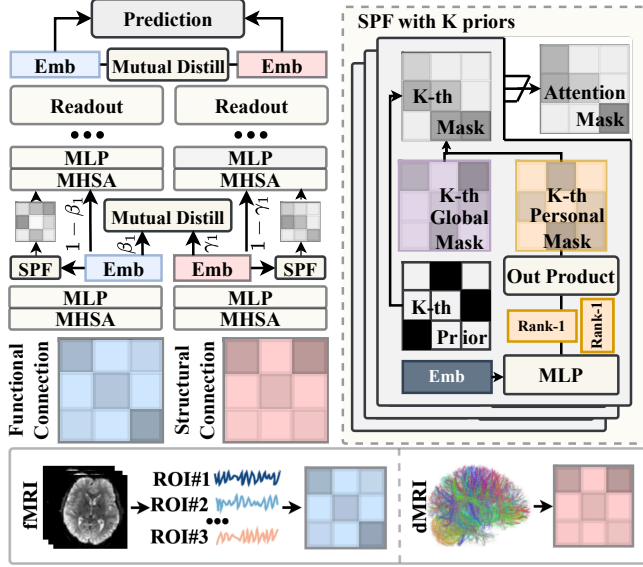 Prediction
Emb
Mutual Distill
Emb
Readout
Readout
•••
•••
MLP
MLP
MHSA
MHSA
1 − β₁
Mutual Distill
1 − γ₁
β₁
γ₁
SPF
Emb
Emb
SPF
MLP
MLP
MHSA
MHSA
Functional
Connection
Structural
Connection
SPF with K priors
K-th
Mask
Attention
Mask
K-th
Global
Mask
K-th
Personal
Mask
Out Product
K-th
Prior
Rank-1
Rank-1
Emb
MLP
fMRI
ROI#1
ROI#2
•••
ROI#3
dMRI